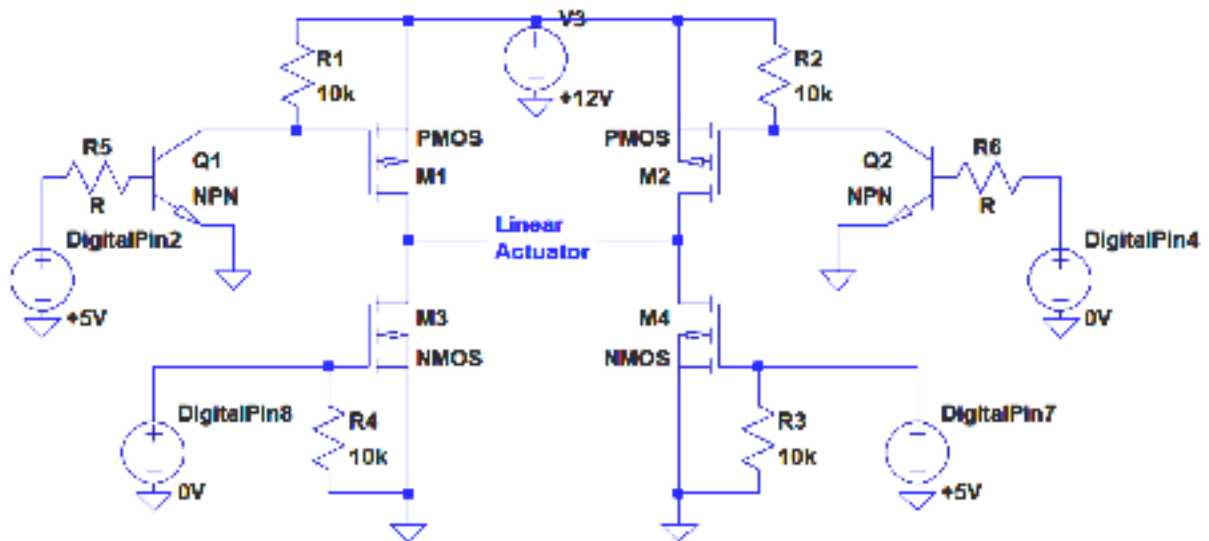 V3
R1
10k
+12V
R2
10k
R5
R
Q1
NPN
PMOS
M1
PMOS
M2
Q2
NPN
R6
R
DigitalPin2
+5V
Linear
Actuator
DigitalPin4
0V
M3
NMOS
M4
NMOS
DigitalPin8
0V
R4
10k
R3
10k
DigitalPin7
+5V